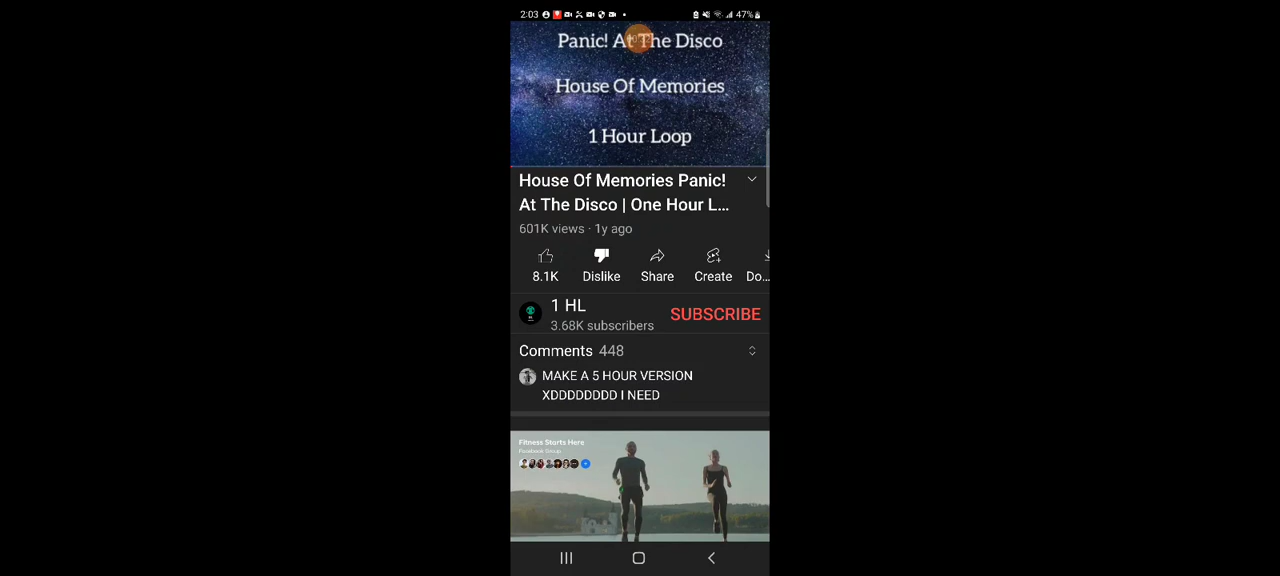 2:03
47%
Panic! At The Disco
House Of Memories
1 Hour Loop
House Of Memories Panic!
At The Disco | One Hour L...
601K views · 1y ago
8.1K Dislike Share Create Do...
1 HL
3.68K subscribers
SUBSCRIBE
Comments 448
MAKE A 5 HOUR VERSION
XDDDDDDDD I NEED
Fitness Starts Here
Facebook Group